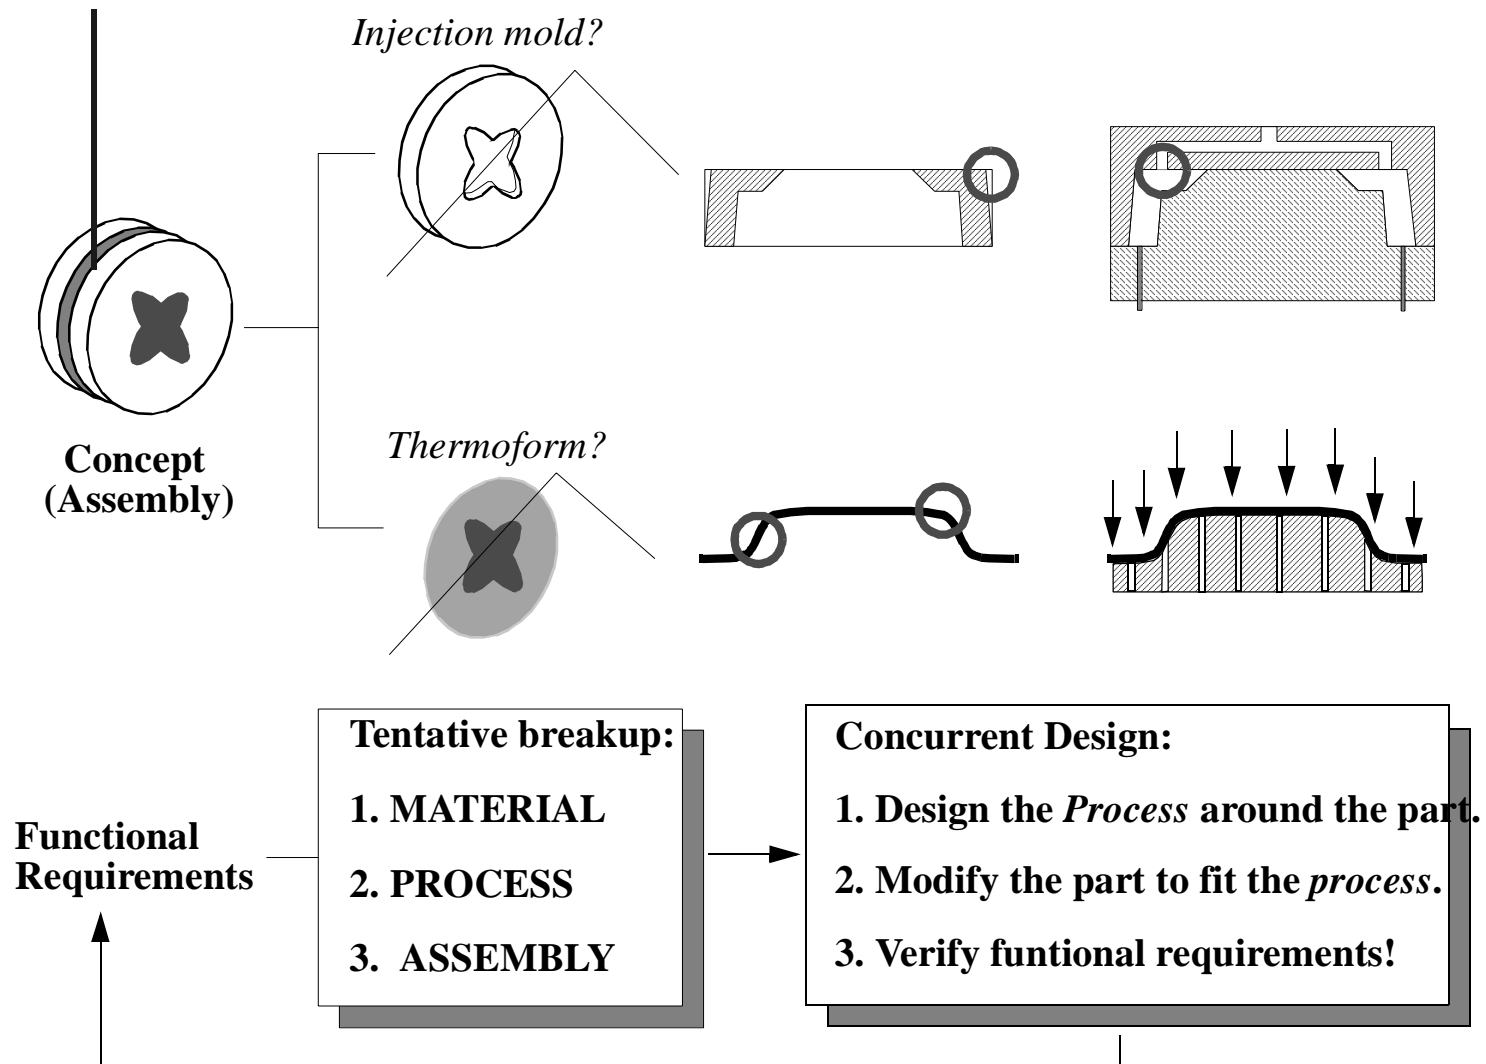 Injection mold?
Concept
(Assembly)
Thermoform?
Functional
Requirements
Tentative breakup:
1. MATERIAL
2. PROCESS
3. ASSEMBLY
Concurrent Design:
1. Design the Process around the part.
2. Modify the part to fit the process.
3. Verify funtional requirements!